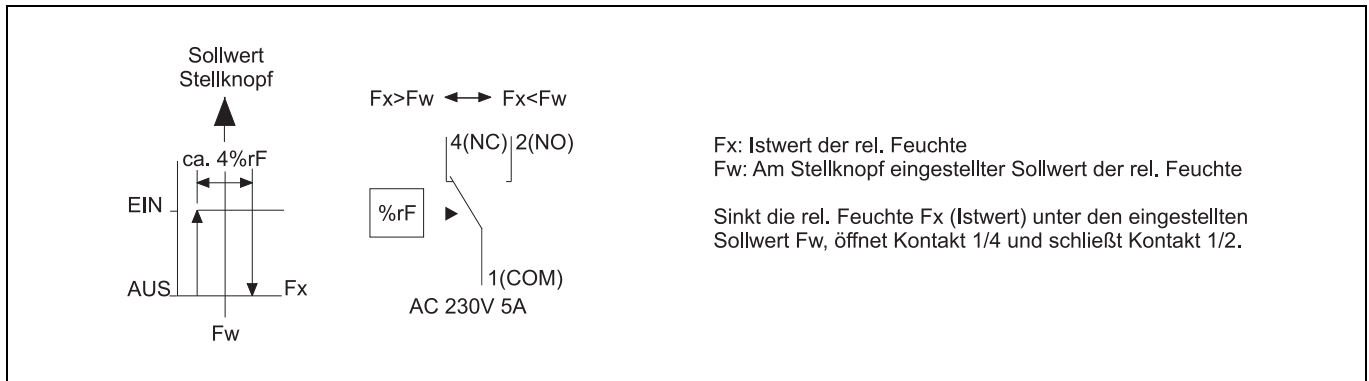 Sollwert
Stellknopf
ca. 4%rF
EIN
AUS
Fx
Fw
Fx>Fw
Fx<Fw
4(NC)
2(NO)
%rF
1(COM)
AC 230V 5A
Fx: Istwert der rel. Feuchte
Fw: Am Stellknopf eingestellter Sollwert der rel. Feuchte
Sinkt die rel. Feuchte Fx (Istwert) unter den eingestellten
Sollwert Fw, öffnet Kontakt 1/4 und schließt Kontakt 1/2.